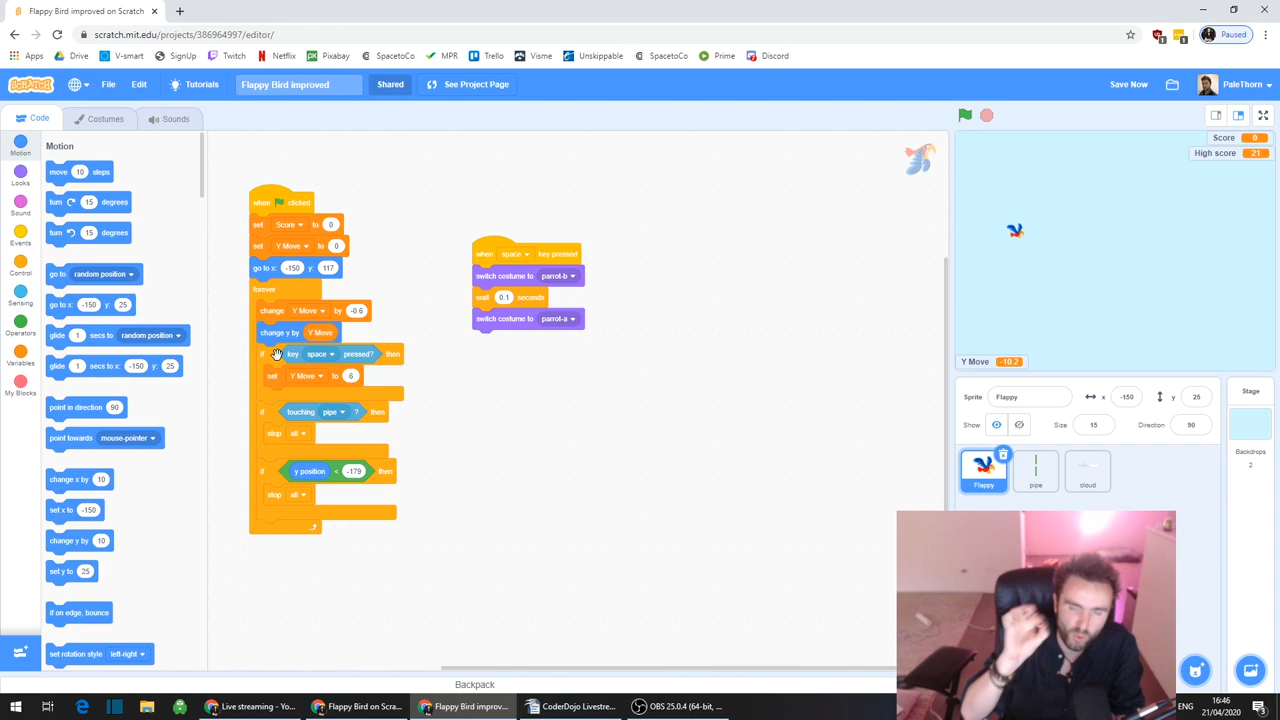 Flappy Bird improved on Scratch
scratch.mit.edu/projects/386964997/editor/
Paused
Apps Drive V-smart SignUp Twitch Netflix Pixabay SpacetoCo MPR Trello Visme Unskippable SpacetoCo Prime Discord
SCRATCH File Edit Tutorials Flappy Bird improved Shared See Project Page Save Now PaleThorn
Code Costumes Sounds
Motion
Looks
Sound
Events
Control
Sensing
Operators
Variables
My Blocks
Motion
move 10 steps
turn 15 degrees
turn 15 degrees
go to random position
go to x: -150 y: 25
glide 1 secs to random position
glide 1 secs to x: -150 y: 25
point in direction 90
point towards mouse-pointer
change x by 10
set x to -150
change y by 10
set y to 25
if on edge, bounce
set rotation style left-right
when clicked
set Score to 0
set Y Move to 0
go to x: -150 y: 117
forever
change Y Move by -0.6
change y by Y Move
if key space pressed? then
set Y Move to 6
if touching pipe ? then
stop all
if y position < -179 then
stop all
when space key pressed
switch costume to parrot-b
wait 0.1 seconds
switch costume to parrot-a
Score 0
High score 21
Y Move -10.2
Sprite Flappy x -150 y 25
Show Size 15 Direction 90
Flappy pipe cloud
Stage
Backdrops
2
Backpack
Live streaming - Yo...
Flappy Bird on Scra...
Flappy Bird improv...
CoderDojo Livestre...
OBS 25.0.4 (64-bit, ...
ENG
16:46
21/04/2020
3